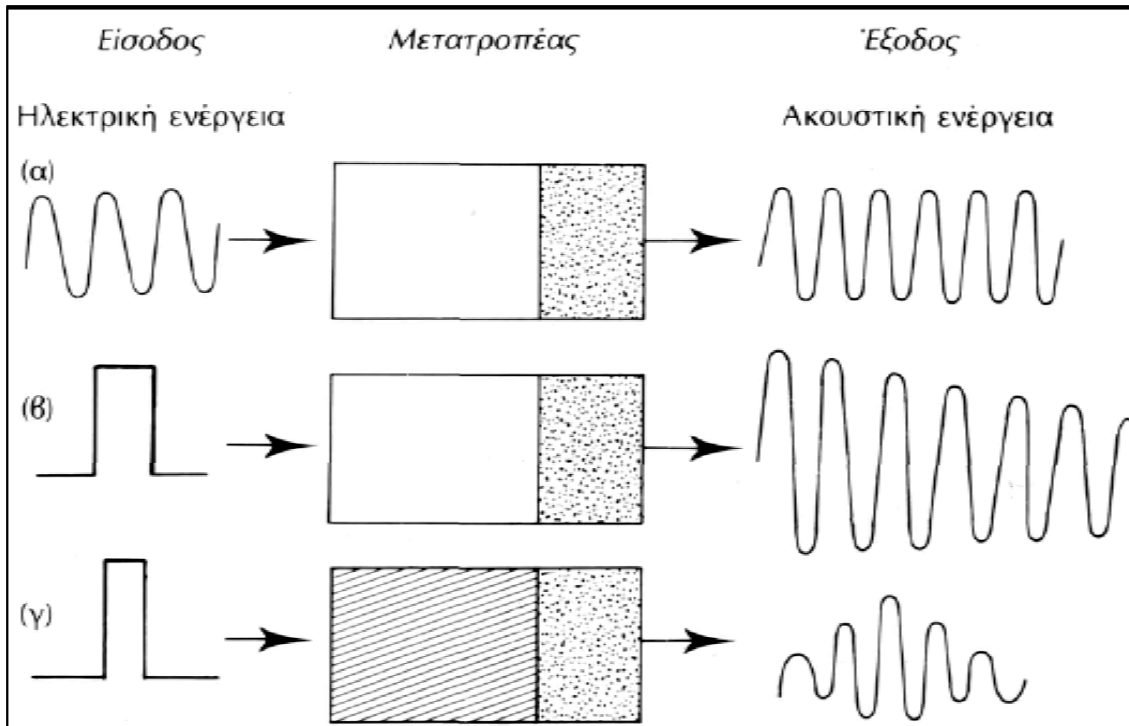 Είσοδος
Μετατροπέας
Έξοδος
Ηλεκτρική ενέργεια
Ακουστική ενέργεια
(α)
(β)
(γ)